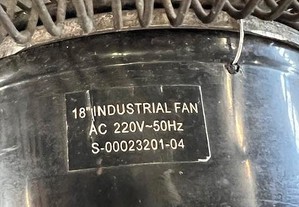 18" INDUSTRIAL FAN
AC 220V~50Hz
S-00023201-04